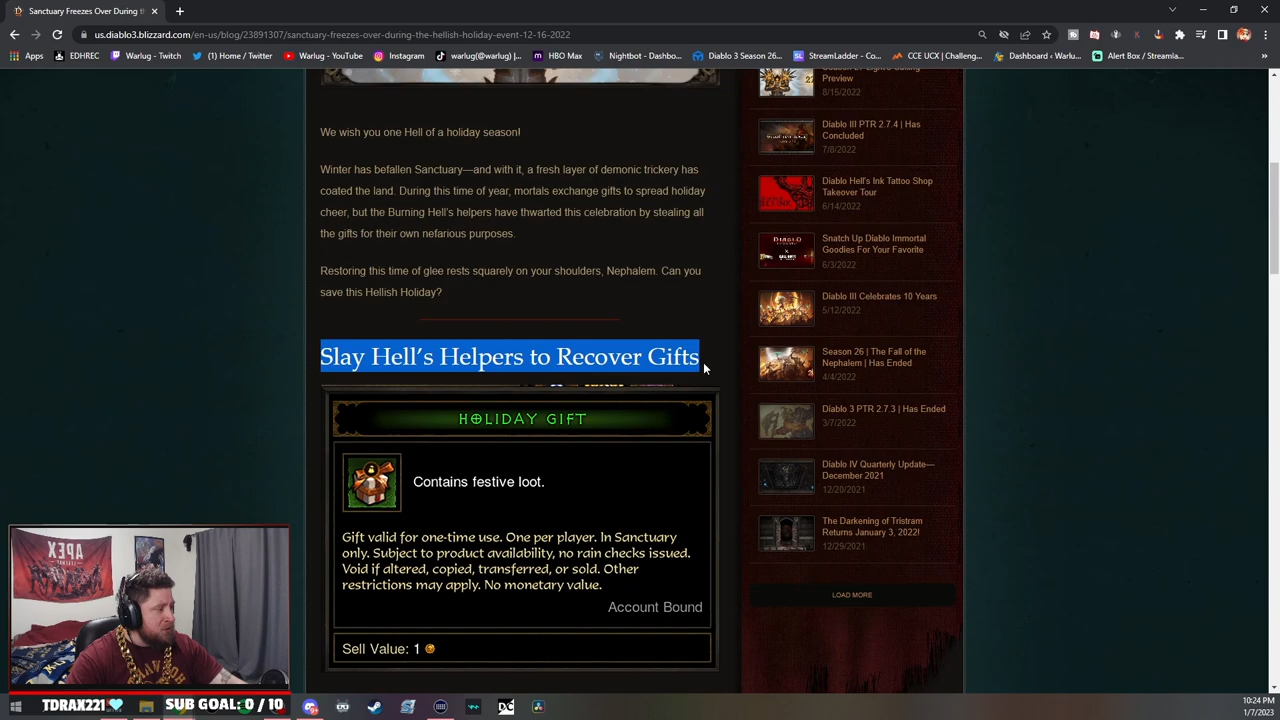 Sanctuary Freezes Over During t
us.diablo3.blizzard.com/en-us/blog/23891307/sanctuary-freezes-over-during-the-hellish-holiday-event-12-16-2022
Apps
EDHREC
Warlug - Twitch
10 (+) Twitter
Warlug - YouTube
Instagram
warlug(@warlug) |...
HBO Max
Nightbot - Dashbo...
Diablo 3 Season 26...
StreamLadder - Cr...
CCE UCX | Challeng...
Dashboard ‹ Warlu...
Alert Box / Streamla...
We wish you one Hell of a holiday season!
Winter has befallen Sanctuary—and with it, a fresh layer of demonic trickery has
coated the land. During this time of year, mortals exchange gifts to spread holiday
cheer, but the Burning Hell's helpers have thwarted this celebration by stealing all
the gifts for their own nefarious purposes.
Restoring this time of glee rests squarely on your shoulders, Nephalem. Can you
save this Hellish Holiday?
Slay Hell's Helpers to Recover Gifts
HOLIDAY GIFT
Contains festive loot.
Gift valid for one-time use. One per player. In Sanctuary
only. Subject to product availability, no rain checks issued.
Void if altered, copied, transferred, or sold. Other
restrictions may apply. No monetary value.
Account Bound
Sell Value: 1
Preview
8/15/2022
Diablo III PTR 2.7.4 | Has
Concluded
7/8/2022
Diablo Hell's Ink Tattoo Shop
Takeover Tour
6/14/2022
Snatch Up Diablo Immortal
Goodies For Your Favorite
6/3/2022
Diablo III Celebrates 10 Years
5/12/2022
Season 26 | The Fall of the
Nephalem | Has Ended
4/4/2022
Diablo 3 PTR 2.7.3 | Has Ended
3/7/2022
Diablo IV Quarterly Update—
December 2021
12/20/2021
The Darkening of Tristram
Returns January 3, 2022!
12/29/2021
LOAD MORE
APEX
TDRAX221
SUB GOAL: 0 / 10
10:24 PM
1/7/2023